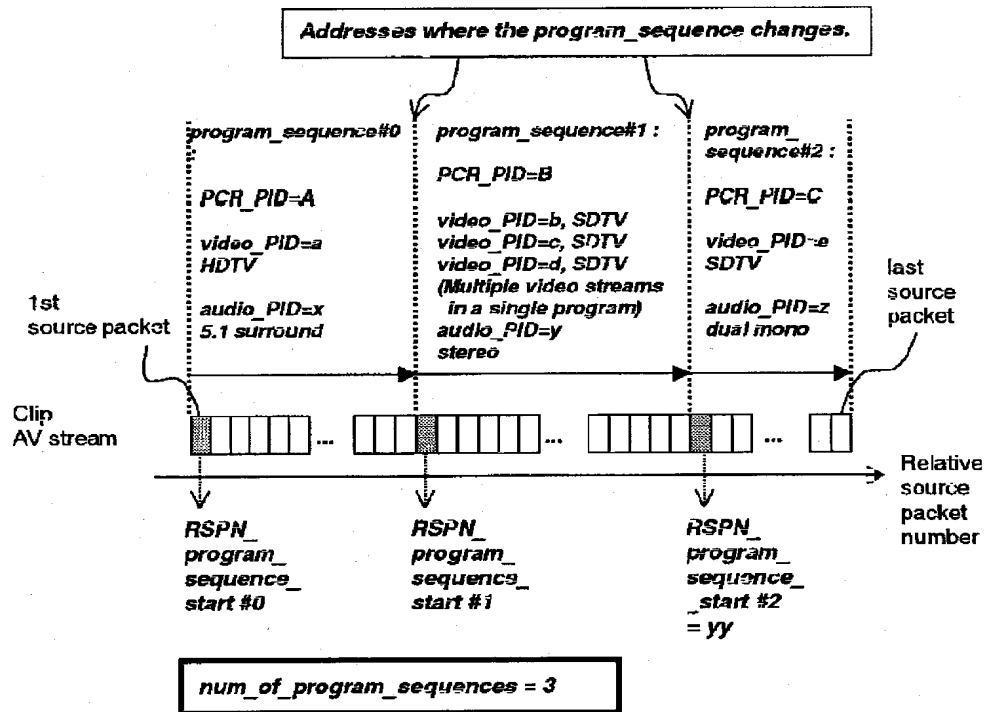 Addresses where the program_sequence changes.
program_sequence#0
:
PCR_PID=A
video_PID=a
HDTV
audio_PID=x
5.1 surround
program_sequence#1 :
PCR_PID=B
video_PID=b, SDTV
video_PID=c, SDTV
video_PID=d, SDTV
(Multiple video streams
in a single program)
audio_PID=y
stereo
program_
sequence#2 :
PCR_PID=C
video_PID=e
SDTV
audio_PID=z
dual mono
1st
source packet
last
source
packet
Clip
AV stream
...
...
...
Relative
source
packet
number
RSPN_
program_
sequence_
start #0
RSPN_
program_
sequence_
start #1
RSPN_
program_
sequence_
_start #2
= yy
num_of_program_sequences = 3